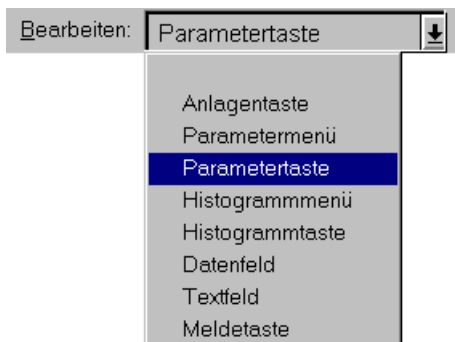 Bearbeiten: Parametertaste
Anlagentaste
Parametermenü
Parametertaste
Histogrammmenü
Histogrammtaste
Datenfeld
Textfeld
Meldetaste